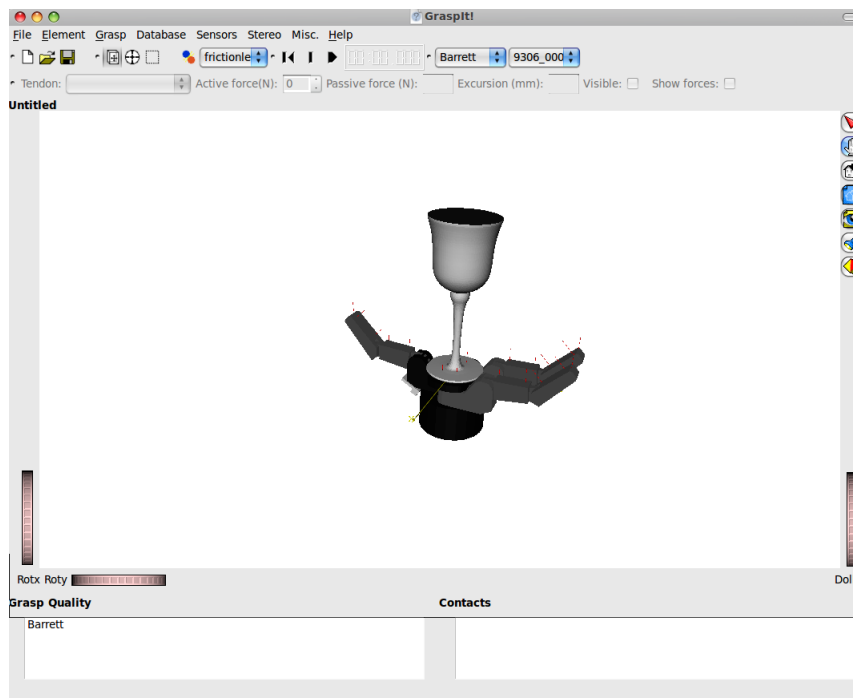 GraspIt!
File Element Grasp Database Sensors Stereo Misc. Help
frictionle Barrett 9306_000
Tendon: Active force(N): 0 Passive force (N): Excursion (mm): Visible: Show forces:
Untitled
Rotx Roty Dol
Grasp Quality Contacts
Barrett